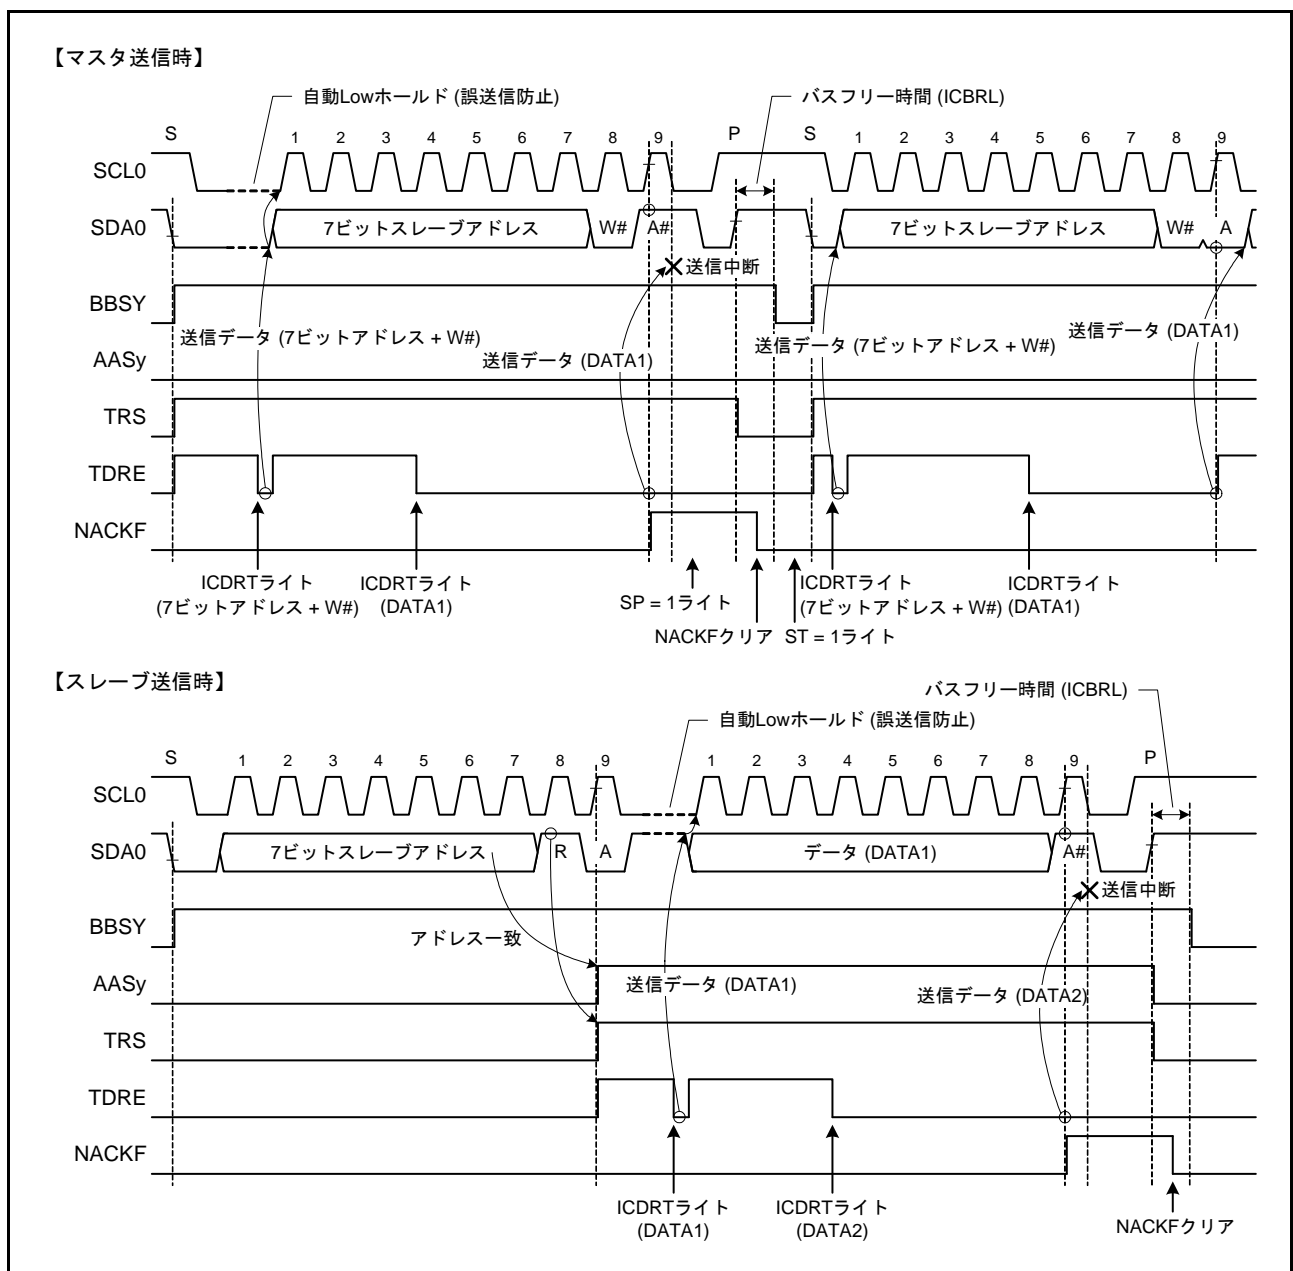 【マスタ送信時】
自動Lowホールド (誤送信防止)
バスフリー時間 (ICBRL)
S 1 2 3 4 5 6 7 8 9 P S 1 2 3 4 5 6 7 8 9
SCL0
SDA0 7ビットスレーブアドレス W# A# 7ビットスレーブアドレス W# A
送信中断
BBSY
送信データ (7ビットアドレス + W#) 送信データ (DATA1) 送信データ (7ビットアドレス + W#) 送信データ (DATA1)
AASy
TRS
TDRE
NACKF
ICDRTライト ICDRTライト ICDRTライト ICDRTライト
(7ビットアドレス + W#) (DATA1) (7ビットアドレス + W#) (DATA1)
SP = 1ライト
NACKFクリア ST = 1ライト
【スレーブ送信時】
バスフリー時間 (ICBRL)
自動Lowホールド (誤送信防止)
S 1 2 3 4 5 6 7 8 9 1 2 3 4 5 6 7 8 9 P
SCL0
SDA0 7ビットスレーブアドレス R A データ (DATA1) A#
送信中断
BBSY
アドレス一致
AASy 送信データ (DATA1) 送信データ (DATA2)
TRS
TDRE
NACKF
ICDRTライト ICDRTライト
(DATA1) (DATA2)
NACKFクリア